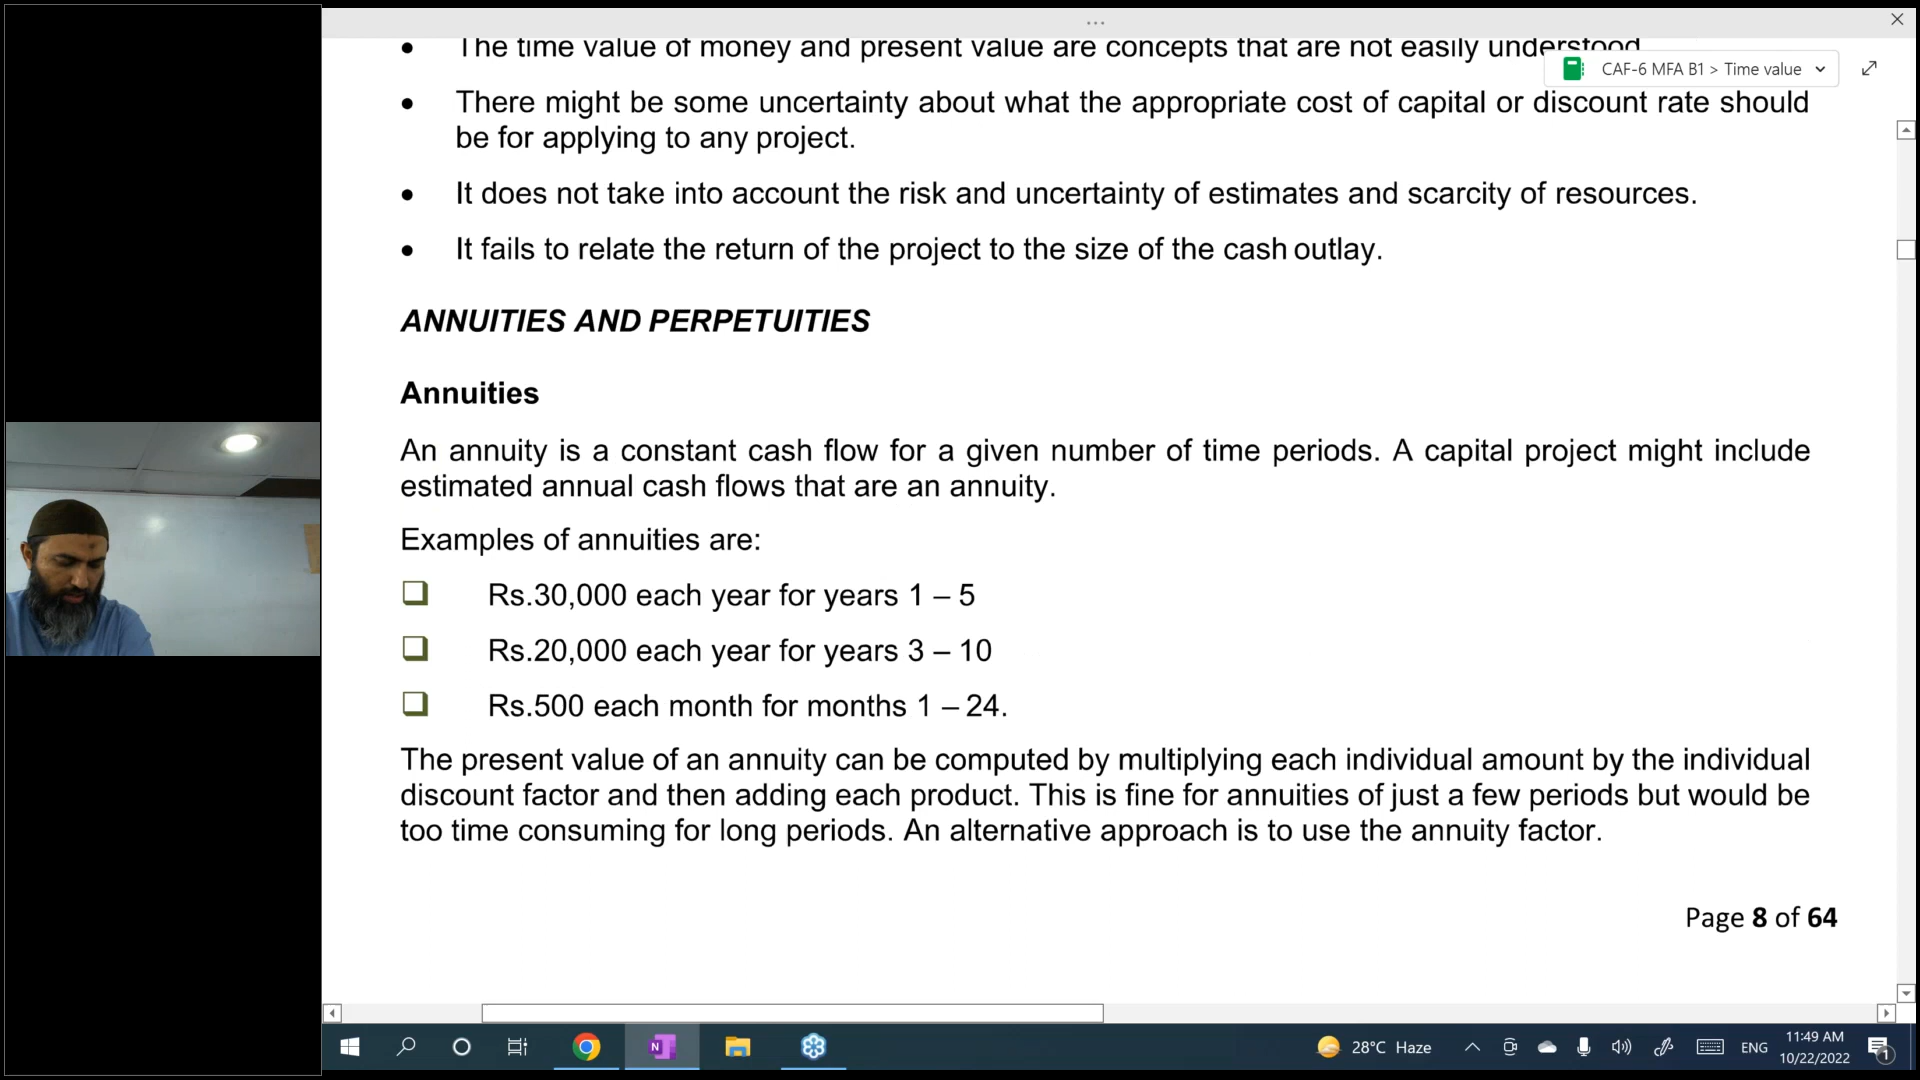 The time value of money and present value are concepts that are not easily understood
CAF-6 MFA B1 > Time value
There might be some uncertainty about what the appropriate cost of capital or discount rate should
be for applying to any project.
It does not take into account the risk and uncertainty of estimates and scarcity of resources.
It fails to relate the return of the project to the size of the cash outlay.
ANNUITIES AND PERPETUITIES
Annuities
An annuity is a constant cash flow for a given number of time periods. A capital project might include
estimated annual cash flows that are an annuity.
Examples of annuities are:
Rs.30,000 each year for years 1 – 5
Rs.20,000 each year for years 3 – 10
Rs.500 each month for months 1 – 24.
The present value of an annuity can be computed by multiplying each individual amount by the individual
discount factor and then adding each product. This is fine for annuities of just a few periods but would be
too time consuming for long periods. An alternative approach is to use the annuity factor.
Page 8 of 64
N
28°C Haze
ENG
11:49 AM
10/22/2022
1